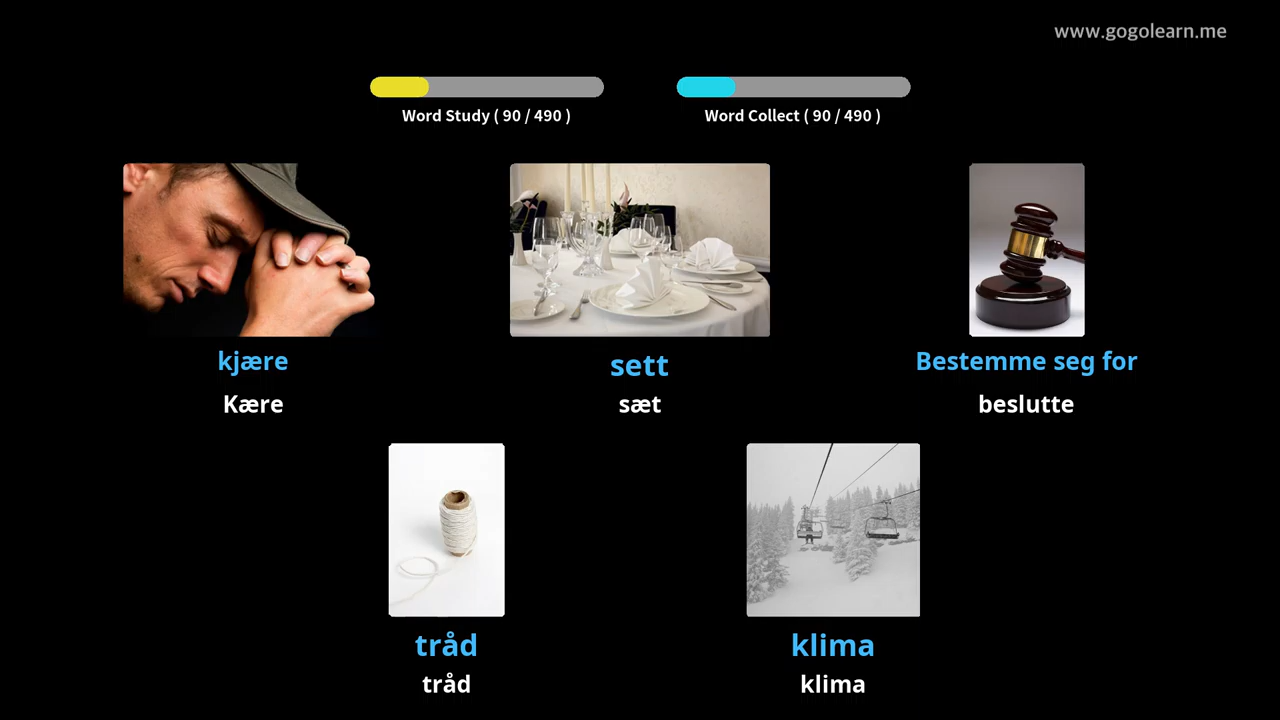 www.gogolearn.me
Word Study ( 90 / 490 )
Word Collect ( 90 / 490 )
kjære
Kære
sett
sæt
Bestemme seg for
beslutte
tråd
tråd
klima
klima